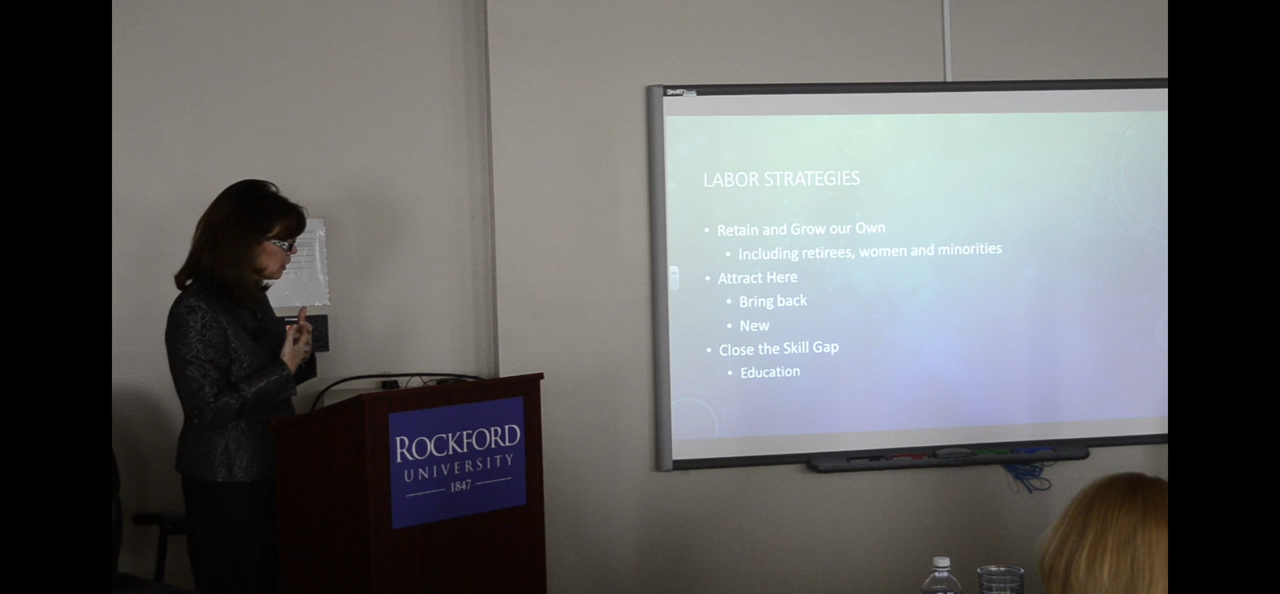 SMART
LABOR STRATEGIES
• Retain and Grow our Own
• Including retirees, women and minorities
• Attract Here
• Bring back
• New
• Close the Skill Gap
• Education
ROCKFORD
UNIVERSITY
1847